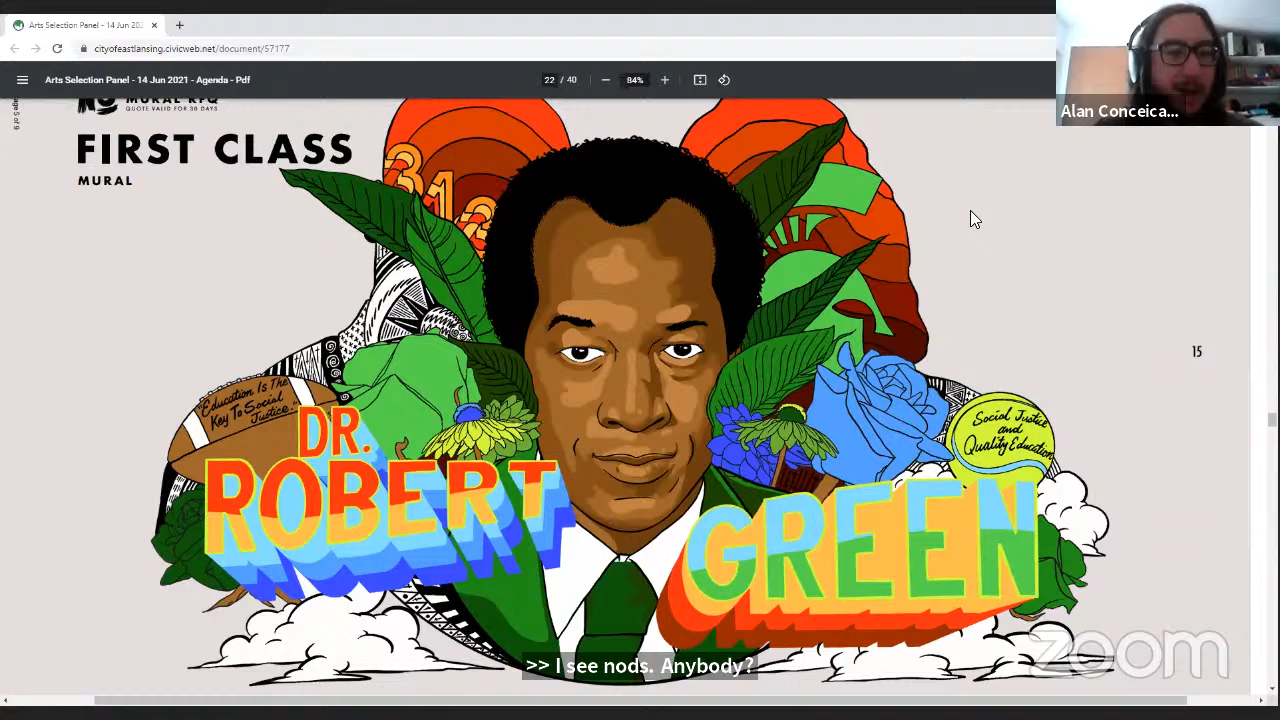 Arts Selection Panel - 14 Jun 202
cityofeastlansing.civicweb.net/document/57177
Arts Selection Panel - 14 Jun 2021 - Agenda - Pdf
22 / 40
84%
Alan Conceica...
MURAL RFQ
QUOTE VALID FOR 30 DAYS
FIRST CLASS
MURAL
313
15
"Education Is The
Key To Social
Justice."
Social Justice
and
Quality Education
DR.
ROBERT
GREEN
zoom
>> I see nods. Anybody?